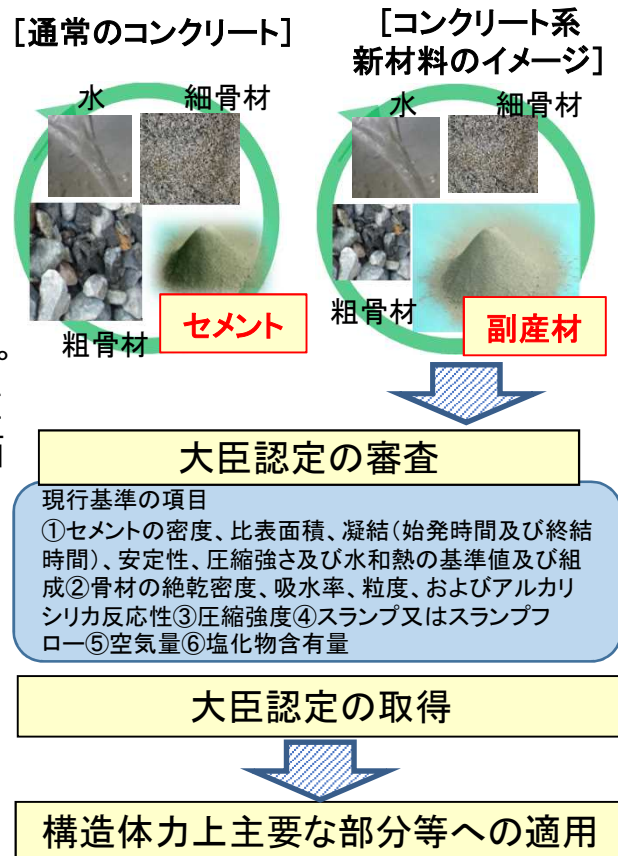 [通常のコンクリート]
[コンクリート系
新材料のイメージ]
水
細骨材
粗骨材
セメント
水
細骨材
粗骨材
副産材
。
大臣認定の審査
現行基準の項目
①セメントの密度、比表面積、凝結(始発時間及び終結
時間)、安定性、圧縮強さ及び水和熱の基準値及び組
成②骨材の絶乾密度、吸水率、粒度、およびアルカリ
シリカ反応性③圧縮強度④スランプ又はスランプフ
ロー⑤空気量⑥塩化物含有量
大臣認定の取得
構造体力上主要な部分等への適用